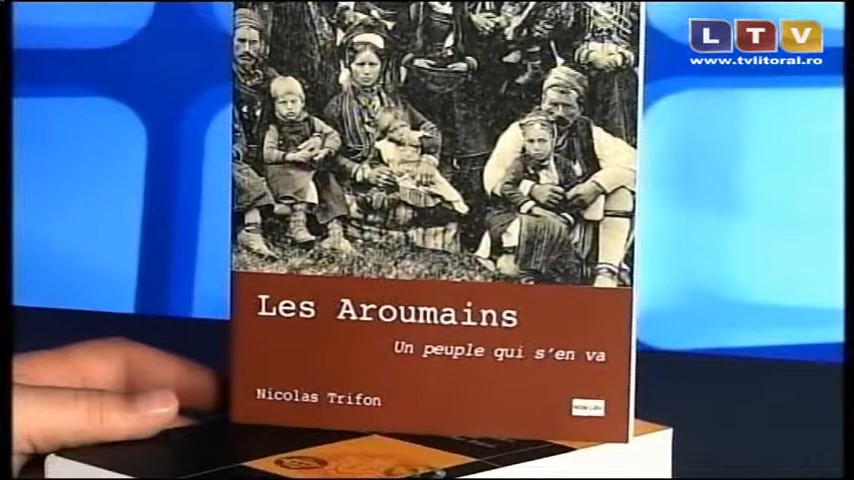 LTV
www.tvlitoral.ro
Les Aroumains
Un peuple qui s'en va
Nicolas Trifon